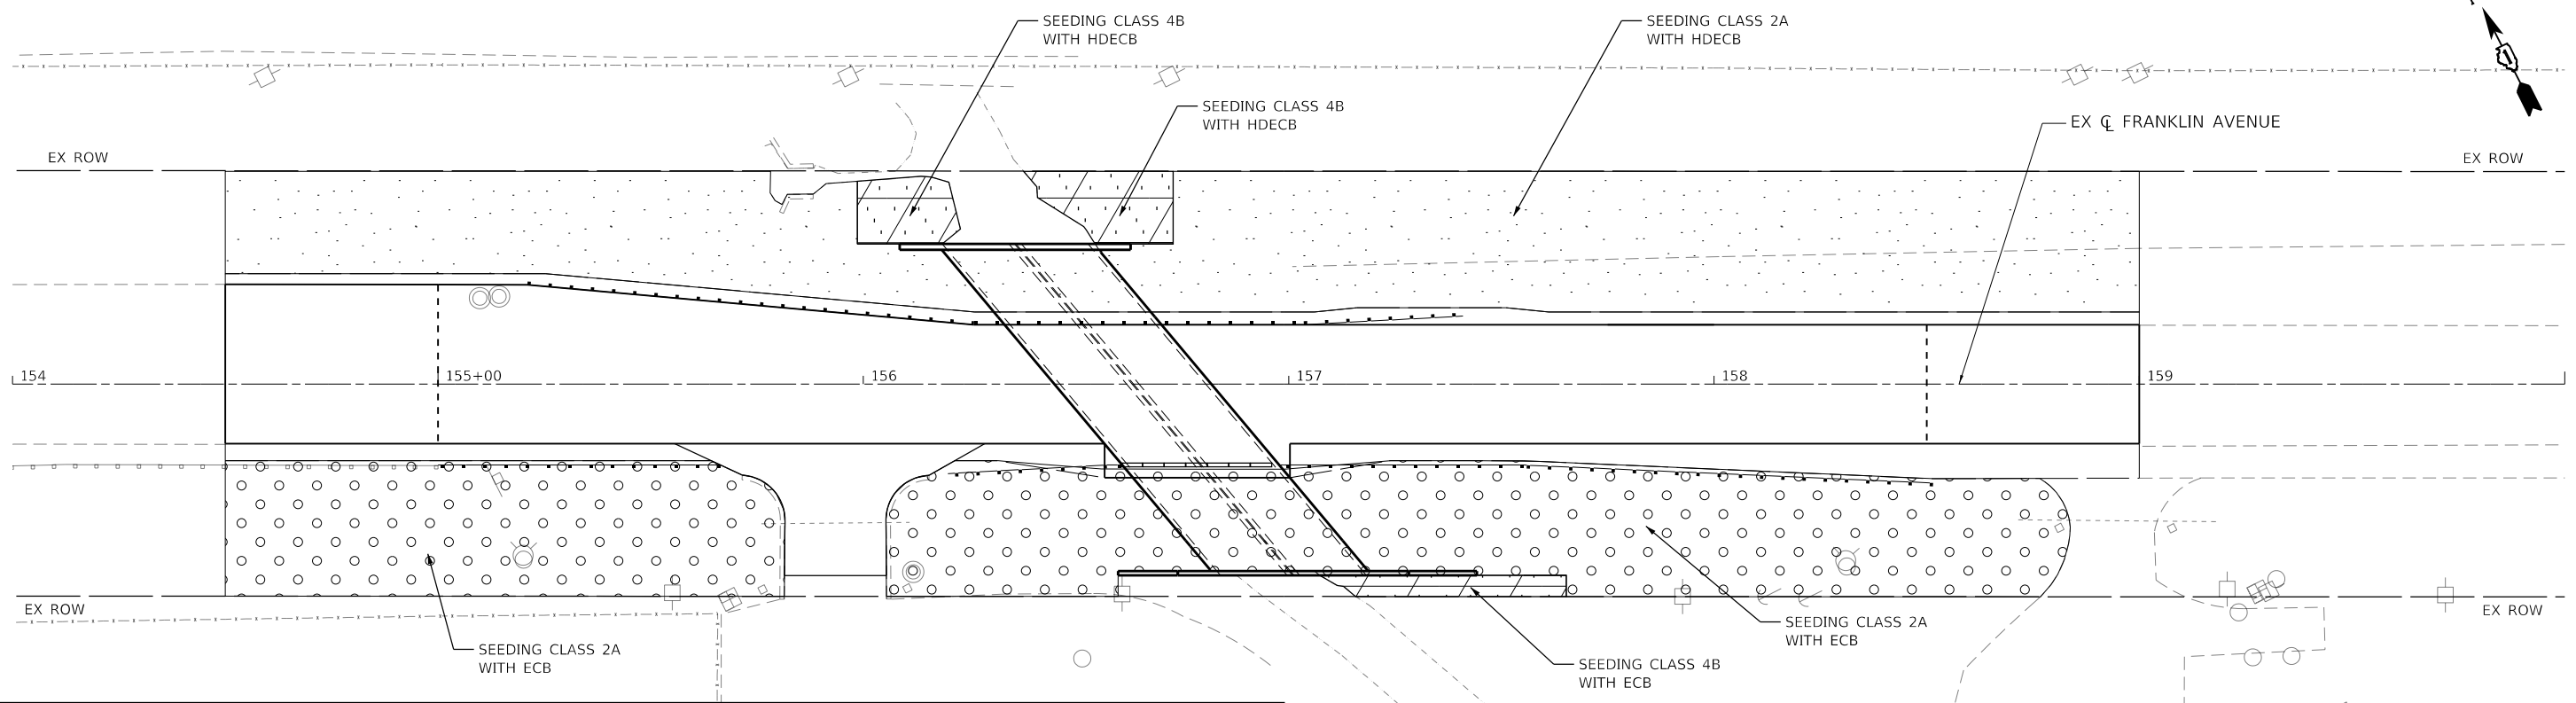 SEEDING CLASS 4B
WITH HDECB
SEEDING CLASS 2A
WITH HDECB
SEEDING CLASS 4B
WITH HDECB
EX ℄ FRANKLIN AVENUE
EX ROW
EX ROW
154
155+00
156
157
158
159
EX ROW
EX ROW
SEEDING CLASS 2A
WITH ECB
SEEDING CLASS 2A
WITH ECB
SEEDING CLASS 4B
WITH ECB